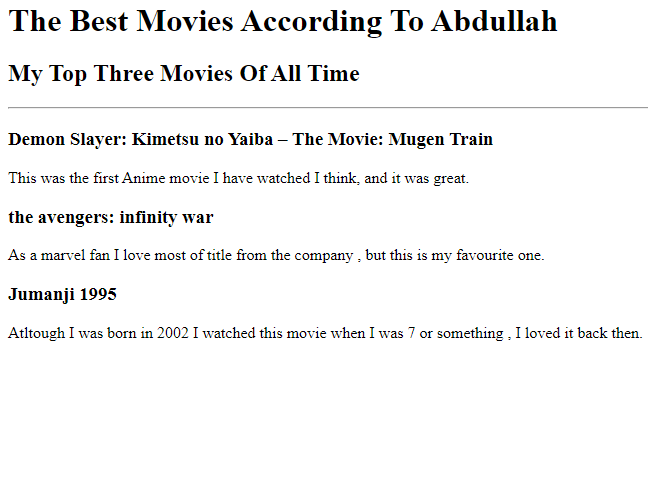 The Best Movies According To Abdullah
My Top Three Movies Of All Time
Demon Slayer: Kimetsu no Yaiba – The Movie: Mugen Train
This was the first Anime movie I have watched I think, and it was great.
the avengers: infinity war
As a marvel fan I love most of title from the company , but this is my favourite one.
Jumanji 1995
Atltough I was born in 2002 I watched this movie when I was 7 or something , I loved it back then.